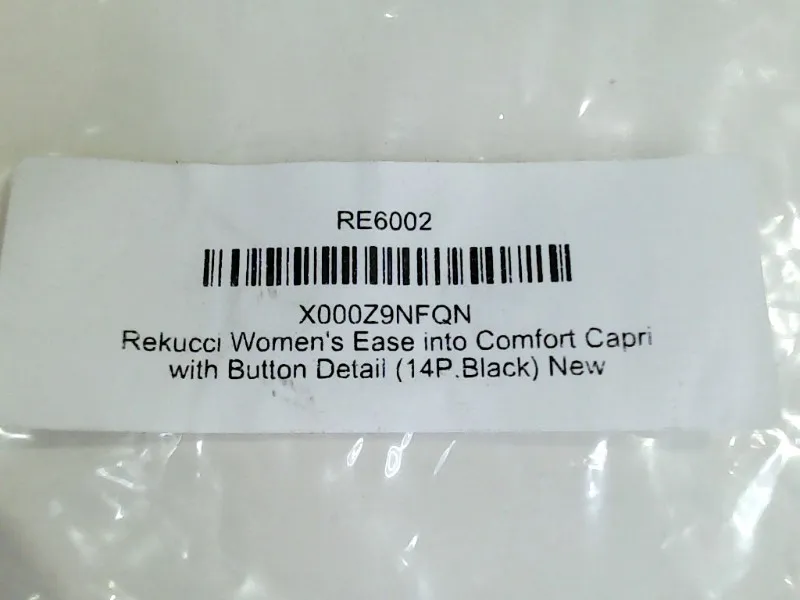 RE6002
X000Z9NFQN
Rekucci Women's Ease into Comfort Capri
with Button Detail (14P.Black) New